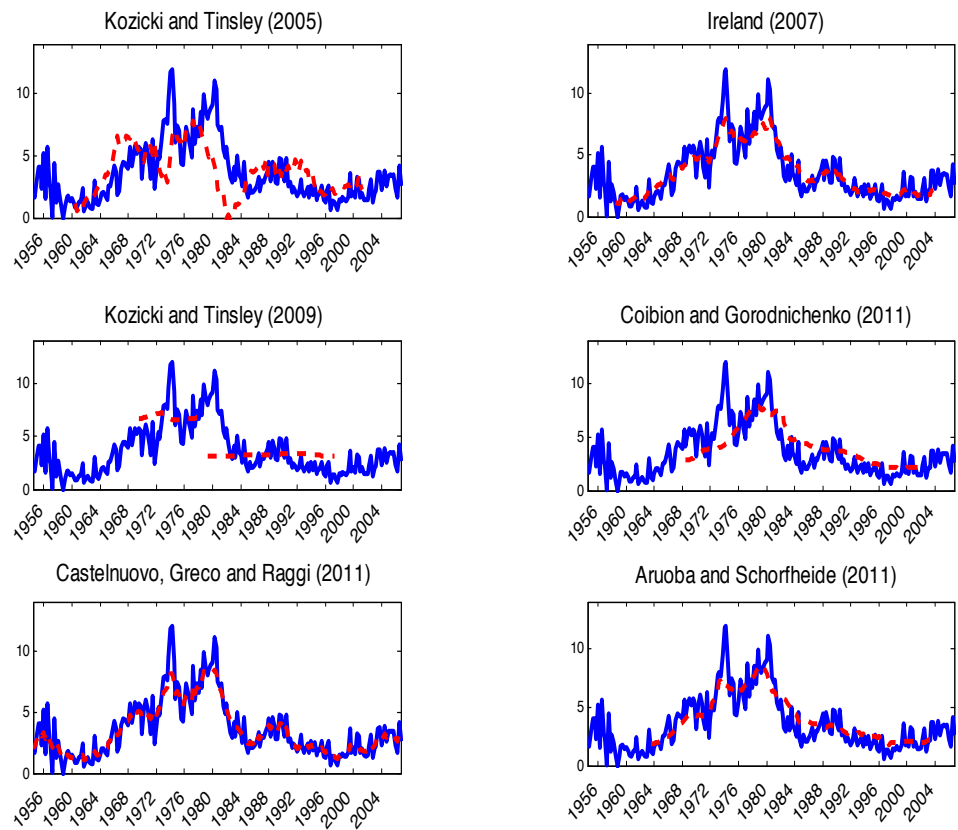 Kozicki and Tinsley (2005)
10
5
0
1956 1960 1964 1968 1972 1976 1980 1984 1988 1992 1996 2000 2004
Ireland (2007)
10
5
0
1956 1960 1964 1968 1972 1976 1980 1984 1988 1992 1996 2000 2004
Kozicki and Tinsley (2009)
10
5
0
1956 1960 1964 1968 1972 1976 1980 1984 1988 1992 1996 2000 2004
Coibion and Gorodnichenko (2011)
10
5
0
1956 1960 1964 1968 1972 1976 1980 1984 1988 1992 1996 2000 2004
Castelnuovo, Greco and Raggi (2011)
10
5
0
1956 1960 1964 1968 1972 1976 1980 1984 1988 1992 1996 2000 2004
Aruoba and Schorfheide (2011)
10
5
0
1956 1960 1964 1968 1972 1976 1980 1984 1988 1992 1996 2000 2004